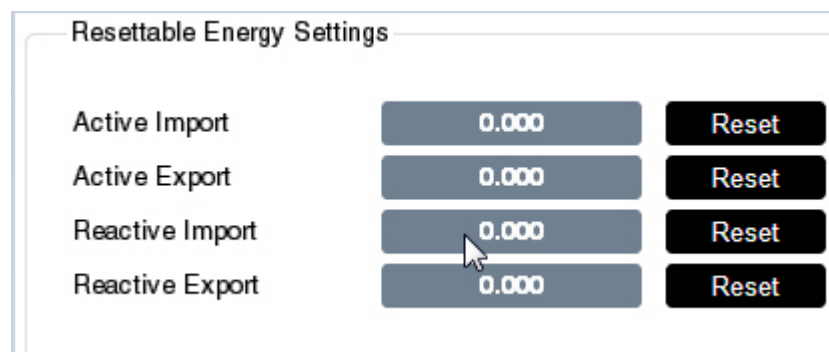 Resettable Energy Settings
Active Import 0.000 Reset
Active Export 0.000 Reset
Reactive Import 0.000 Reset
Reactive Export 0.000 Reset